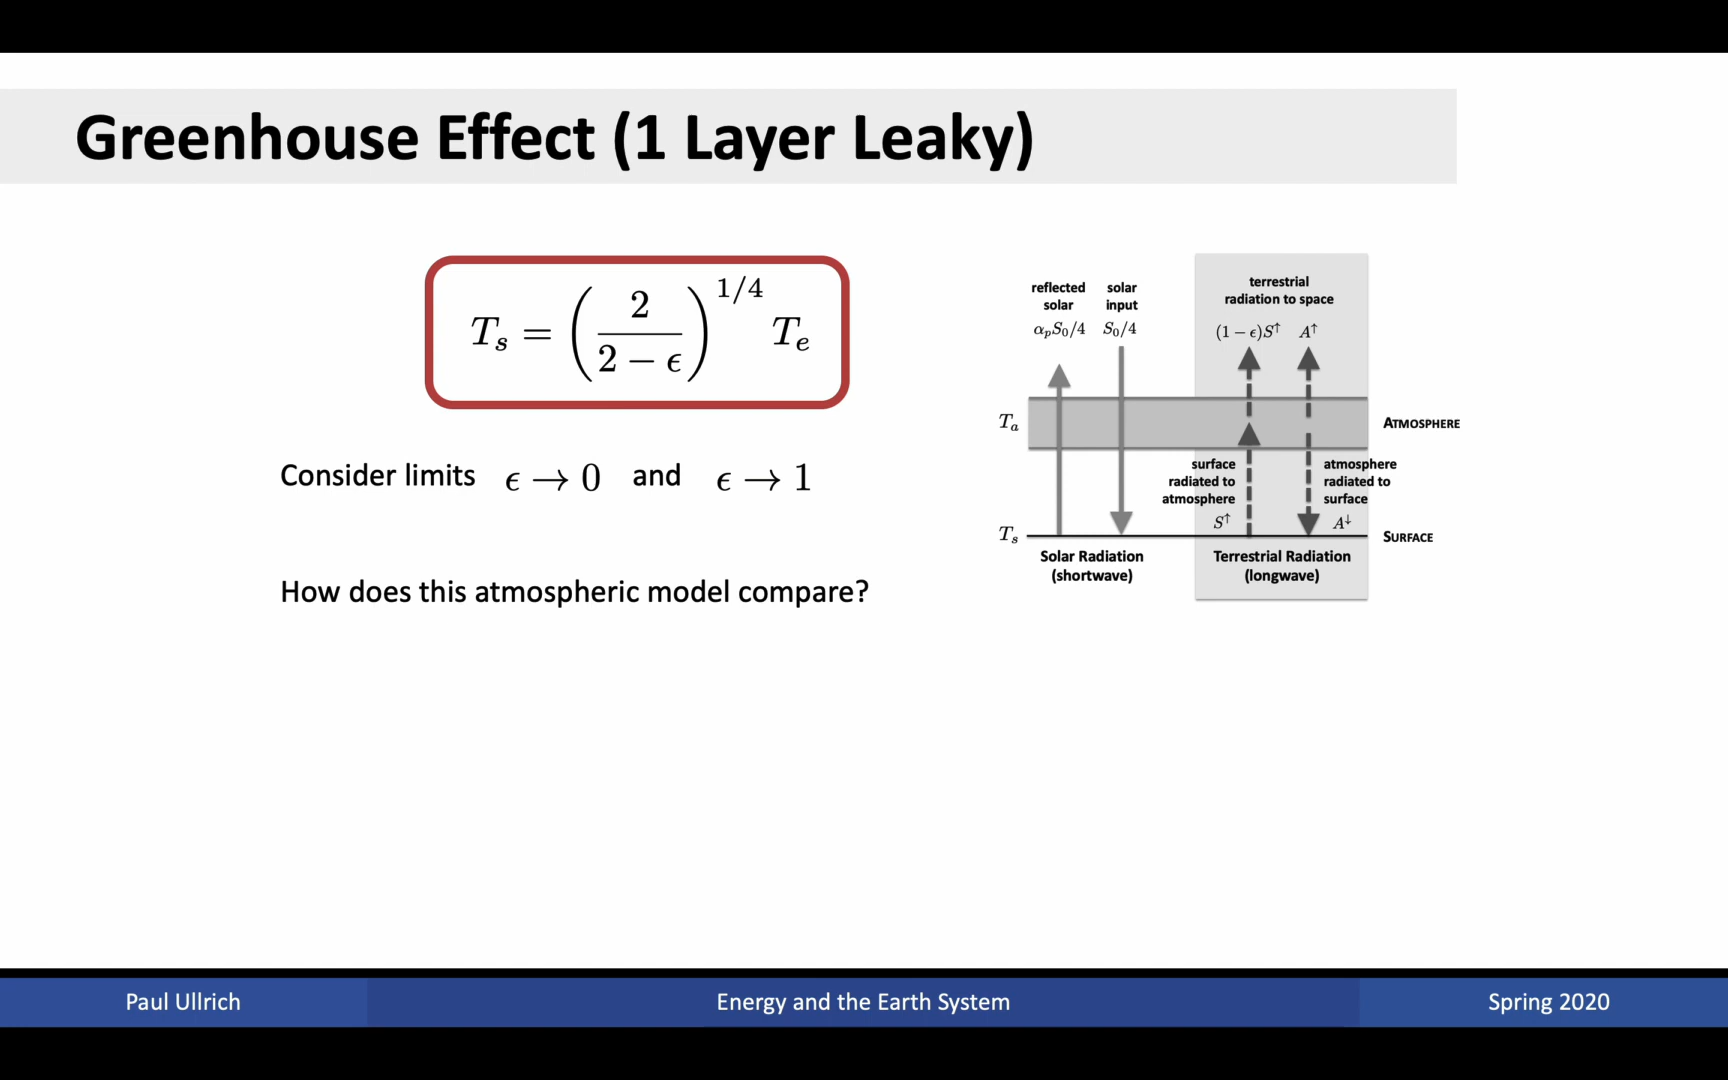 Greenhouse Effect (1 Layer Leaky)
T_s = (2 / (2 − ϵ))^{1/4} T_e
Consider limits ϵ → 0 and ϵ → 1
How does this atmospheric model compare?
reflected solar
solar input
α_pS_0/4
S_0/4
terrestrial
radiation to space
(1 − ϵ)S^↑ A^↑
T_a
ATMOSPHERE
surface
radiated to
atmosphere
S^↑
atmosphere
radiated to
surface
A^↓
T_s
SURFACE
Solar Radiation
(shortwave)
Terrestrial Radiation
(longwave)
Paul Ullrich
Energy and the Earth System
Spring 2020